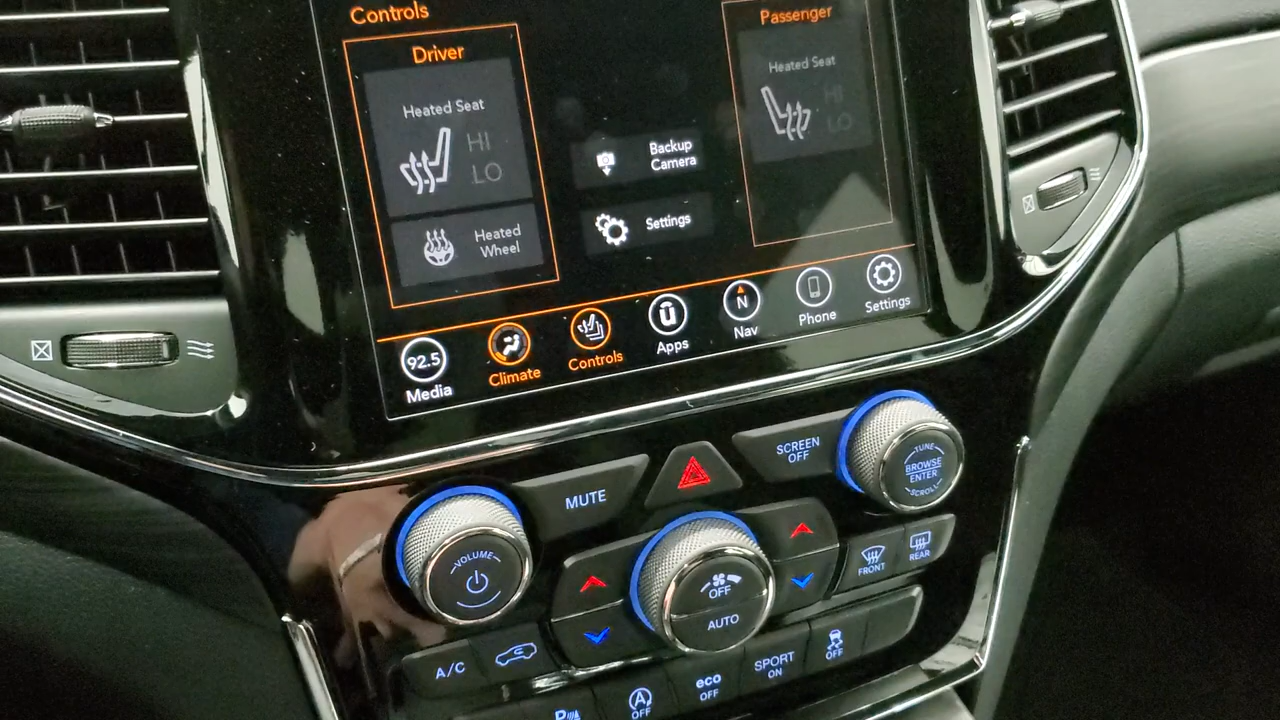 Controls
Driver
Heated Seat
HI
LO
Heated
Wheel
Backup
Camera
Settings
Passenger
Heated Seat
HI
LO
92.5
Media
Climate
Controls
Apps
N
Nav
Phone
Settings
MUTE
SCREEN
OFF
TUNE
BROWSE
ENTER
SCROLL
VOLUME
OFF
AUTO
FRONT
REAR
A/C
A
OFF
eco
OFF
SPORT
ON
OFF